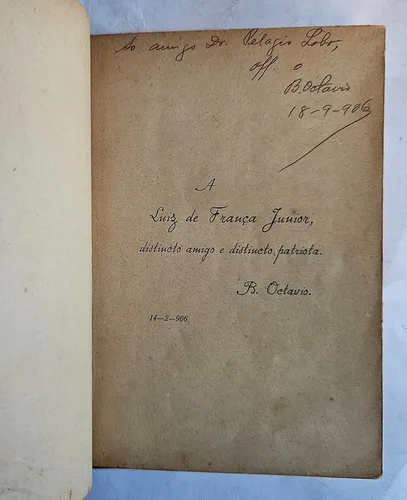 Ao amigo Dr. Pelagio Lobo,
off. o
B. Octavio
18-9-906
A
Luiz de França Junior,
distincto amigo e distincto patriota.
B. Octavio.
14—2—906.